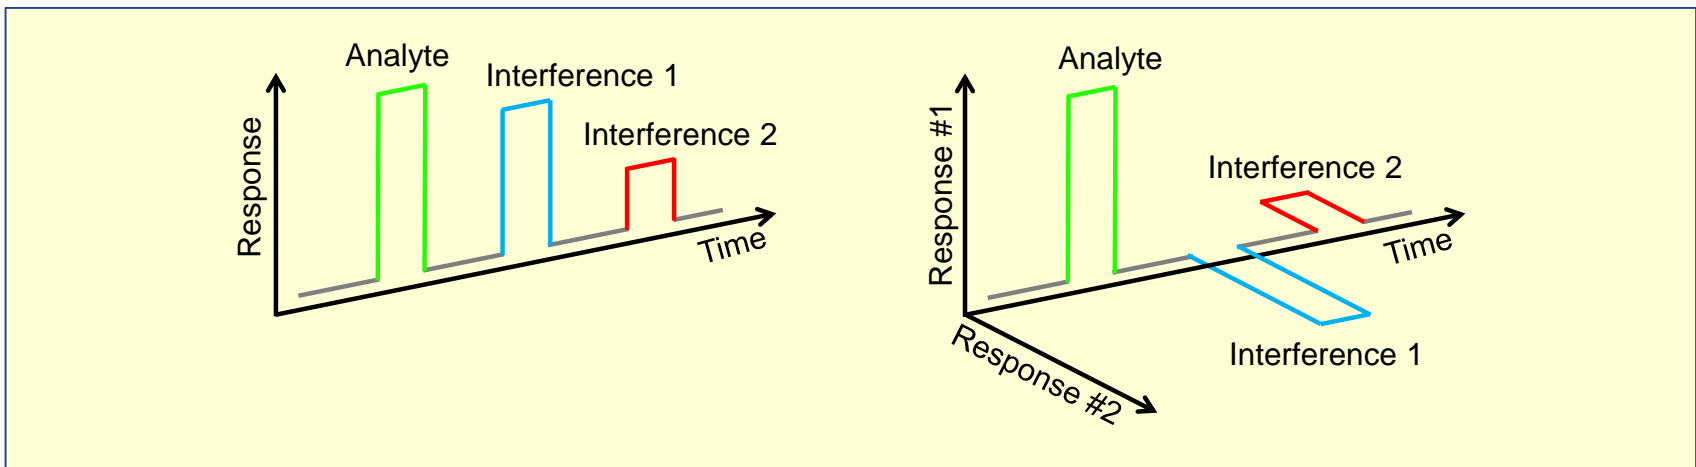 Analyte
Interference 1
Interference 2
Response
Time
Analyte
Response #1
Interference 2
Time
Interference 1
Response #2